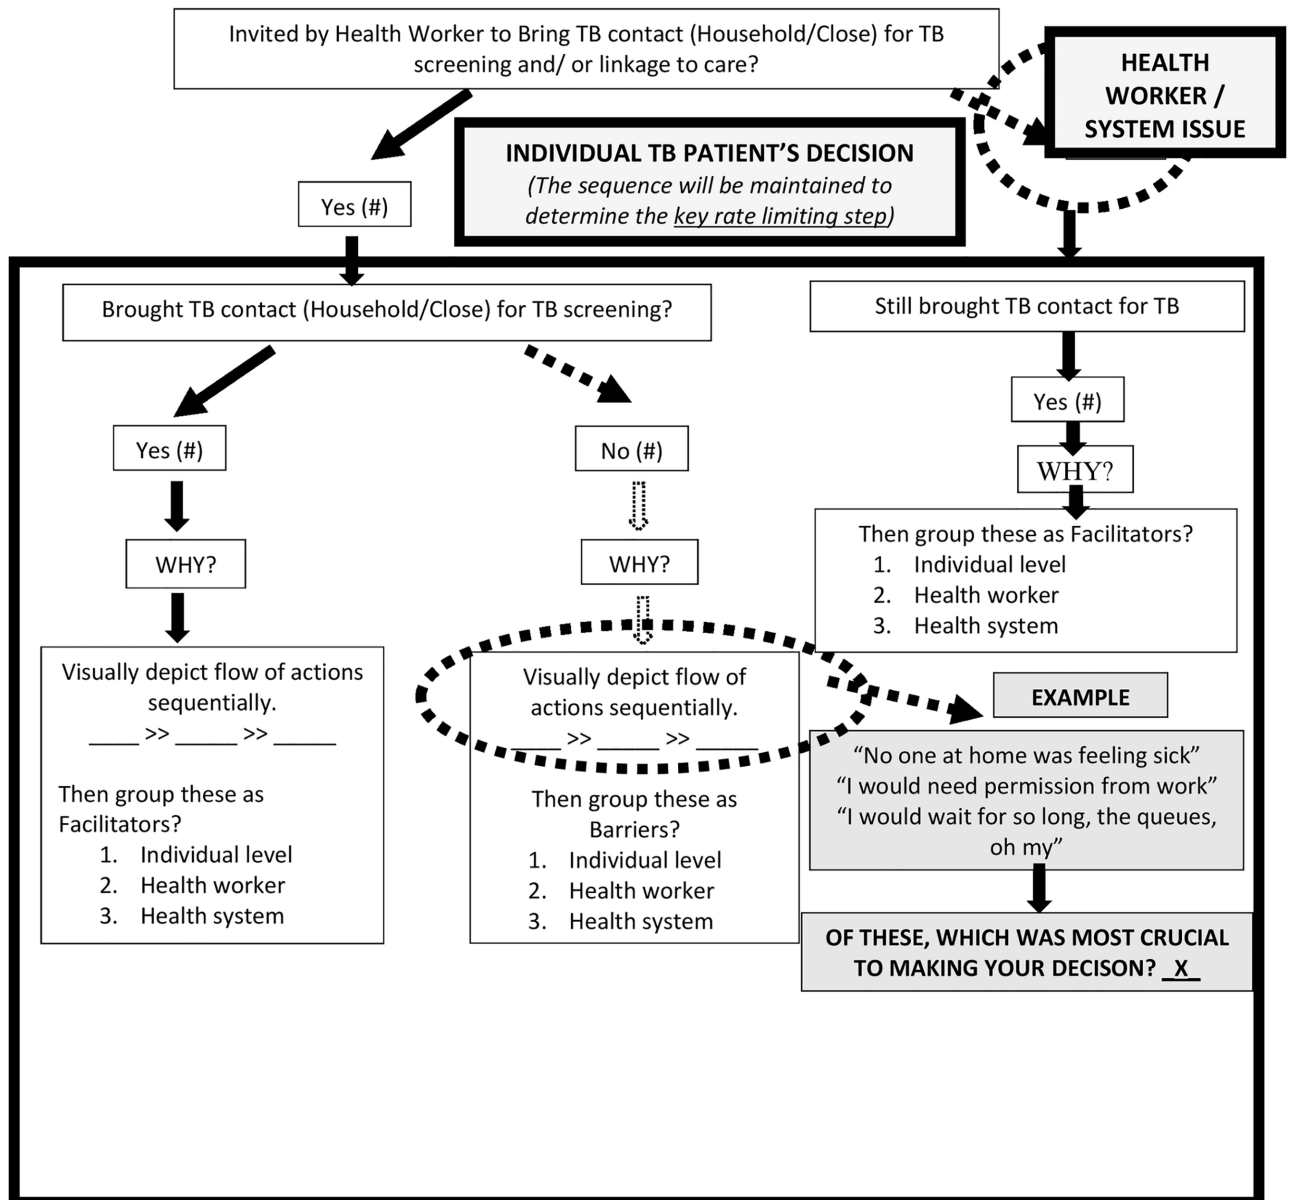 Invited by Health Worker to Bring TB contact (Household/Close) for TB
screening and/ or linkage to care?
HEALTH
WORKER /
SYSTEM ISSUE
INDIVIDUAL TB PATIENT’S DECISION
(The sequence will be maintained to
determine the key rate limiting step)
Yes (#)
Brought TB contact (Household/Close) for TB screening?
Still brought TB contact for TB
Yes (#)
No (#)
Yes (#)
WHY?
WHY?
WHY?
Visually depict flow of actions
sequentially.
____ >> _____ >> _____
Then group these as
Facilitators?
1. Individual level
2. Health worker
3. Health system
Visually depict flow of
actions sequentially.
____ >> _____ >> _____
Then group these as
Barriers?
1. Individual level
2. Health worker
3. Health system
Then group these as Facilitators?
1. Individual level
2. Health worker
3. Health system
EXAMPLE
“No one at home was feeling sick”
“I would need permission from work”
“I would wait for so long, the queues,
oh my”
OF THESE, WHICH WAS MOST CRUCIAL
TO MAKING YOUR DECISON? _X_